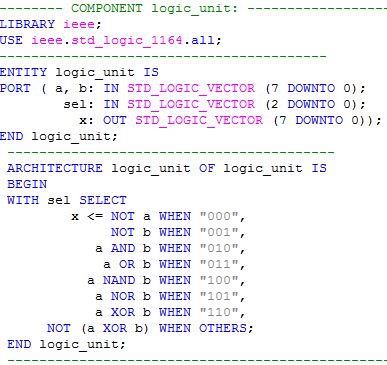 -------- COMPONENT logic_unit: ------------------
LIBRARY ieee;
USE ieee.std_logic_1164.all;
-----------------------------------------
ENTITY logic_unit IS
PORT ( a, b: IN STD_LOGIC_VECTOR (7 DOWNTO 0);
sel: IN STD_LOGIC_VECTOR (2 DOWNTO 0);
x: OUT STD_LOGIC_VECTOR (7 DOWNTO 0));
END logic_unit;
-----------------------------------------
ARCHITECTURE logic_unit OF logic_unit IS
BEGIN
WITH sel SELECT
x <= NOT a WHEN "000",
NOT b WHEN "001",
a AND b WHEN "010",
a OR b WHEN "011",
a NAND b WHEN "100",
a NOR b WHEN "101",
a XOR b WHEN "110",
NOT (a XOR b) WHEN OTHERS;
END logic_unit;
------------------------------------------------